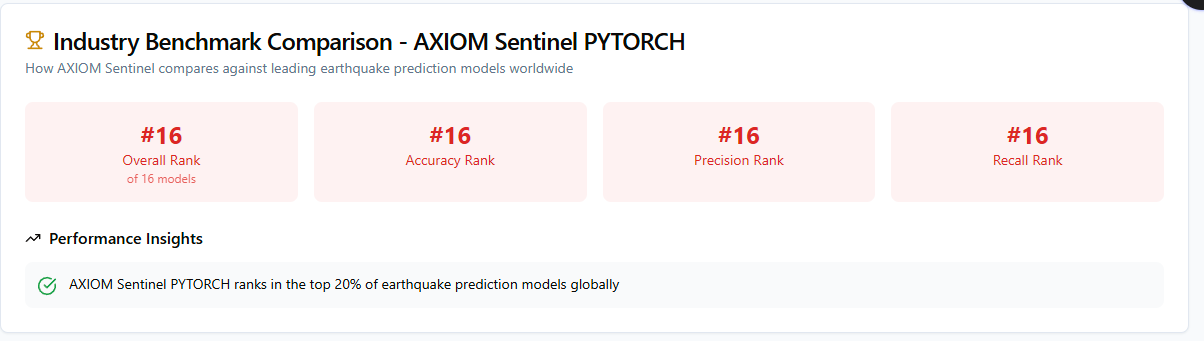 Industry Benchmark Comparison - AXIOM Sentinel PYTORCH
How AXIOM Sentinel compares against leading earthquake prediction models worldwide
#16
Overall Rank
of 16 models
#16
Accuracy Rank
#16
Precision Rank
#16
Recall Rank
Performance Insights
AXIOM Sentinel PYTORCH ranks in the top 20% of earthquake prediction models globally